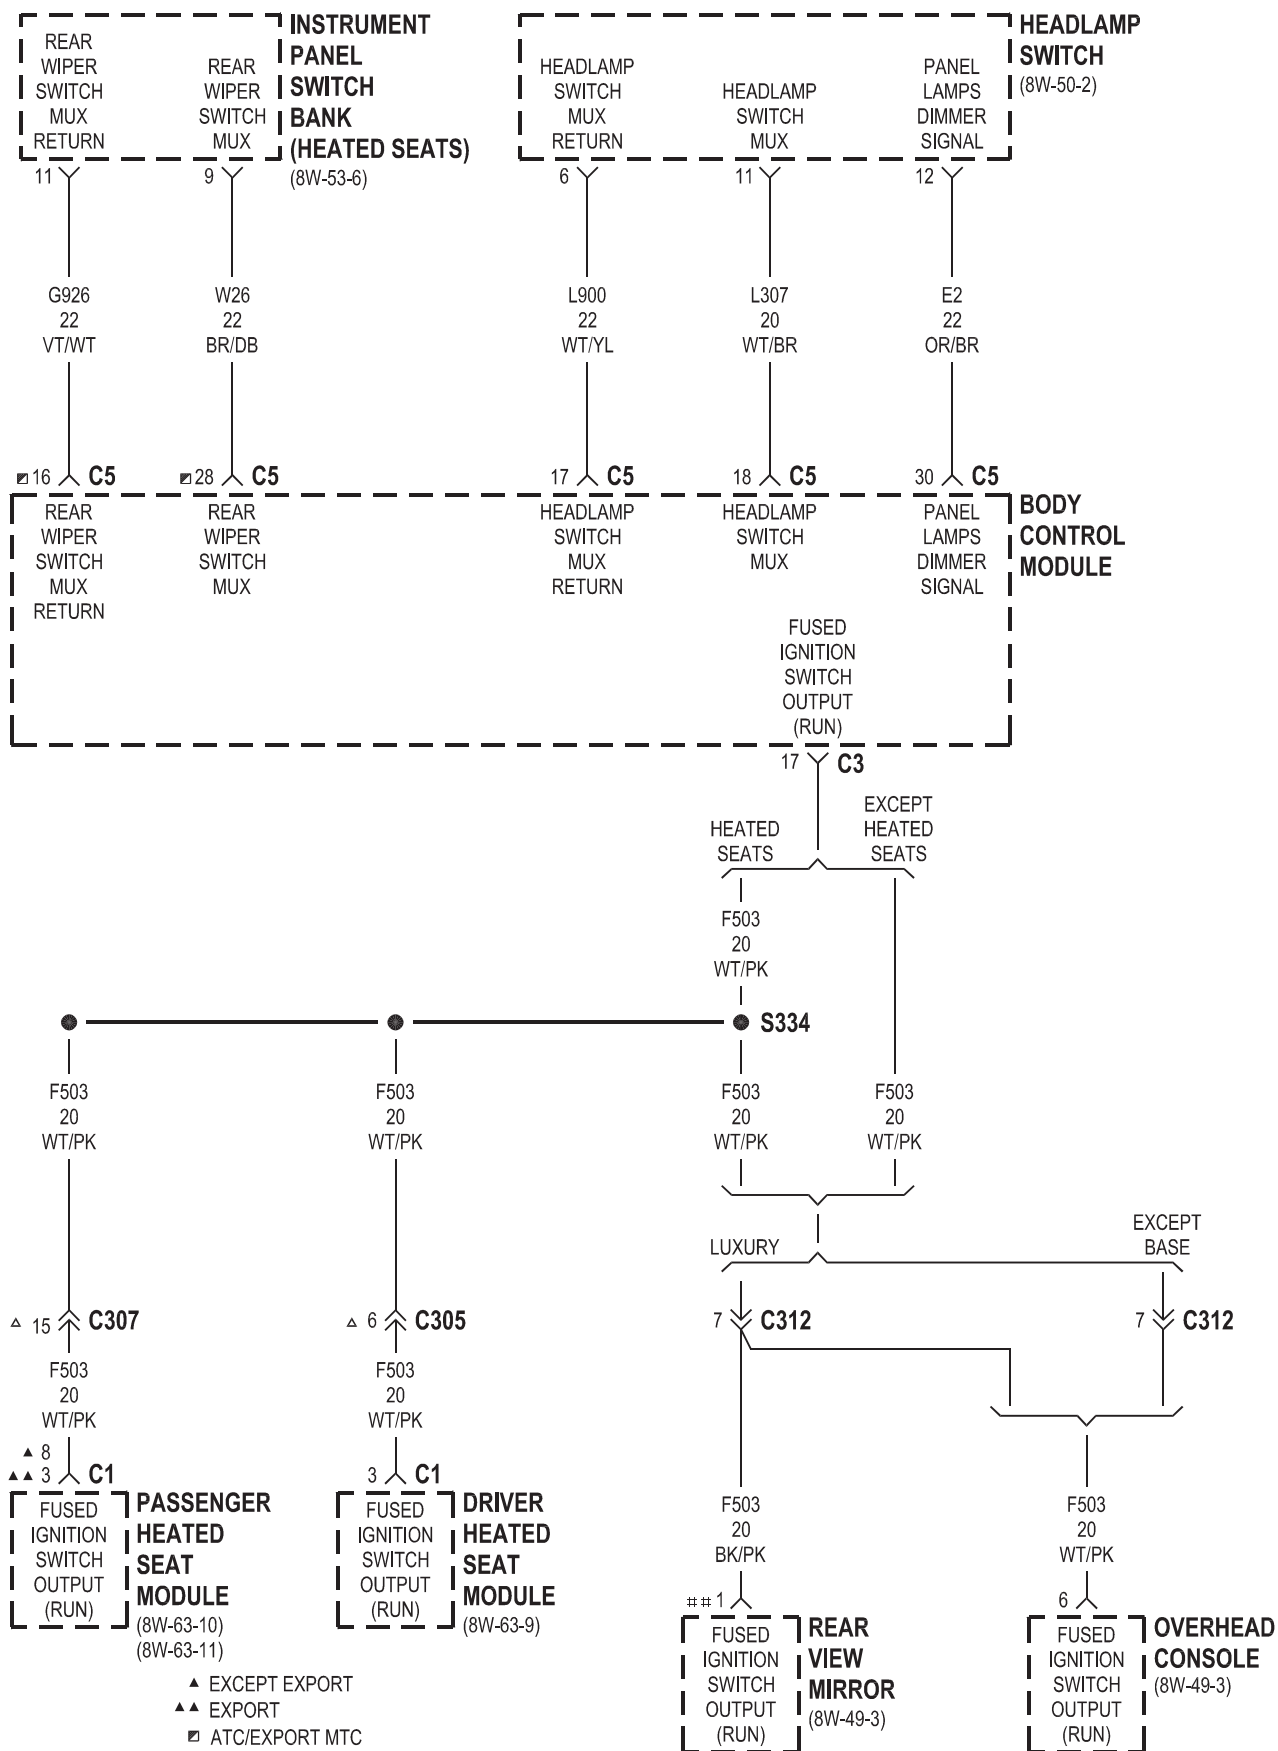 REAR
WIPER
SWITCH
MUX
RETURN
REAR
WIPER
SWITCH
MUX
INSTRUMENT
PANEL
SWITCH
BANK
(HEATED SEATS)
(8W-53-6)
HEADLAMP
SWITCH
MUX
RETURN
HEADLAMP
SWITCH
MUX
PANEL
LAMPS
DIMMER
SIGNAL
HEADLAMP
SWITCH
(8W-50-2)
11
9
6
11
12
G926
22
VT/WT
W26
22
BR/DB
L900
22
WT/YL
L307
20
WT/BR
E2
22
OR/BR
16 C5
28 C5
17 C5
18 C5
30 C5
REAR
WIPER
SWITCH
MUX
RETURN
REAR
WIPER
SWITCH
MUX
HEADLAMP
SWITCH
MUX
RETURN
HEADLAMP
SWITCH
MUX
PANEL
LAMPS
DIMMER
SIGNAL
BODY
CONTROL
MODULE
FUSED
IGNITION
SWITCH
OUTPUT
(RUN)
17 C3
HEATED
SEATS
EXCEPT
HEATED
SEATS
F503
20
WT/PK
S334
F503
20
WT/PK
F503
20
WT/PK
F503
20
WT/PK
F503
20
WT/PK
LUXURY
EXCEPT
BASE
△ 15 C307
△ 6 C305
7 C312
7 C312
F503
20
WT/PK
F503
20
WT/PK
▲ 8
▲▲ 3 C1
3 C1
F503
20
BK/PK
F503
20
WT/PK
FUSED
IGNITION
SWITCH
OUTPUT
(RUN)
PASSENGER
HEATED
SEAT
MODULE
(8W-63-10)
(8W-63-11)
FUSED
IGNITION
SWITCH
OUTPUT
(RUN)
DRIVER
HEATED
SEAT
MODULE
(8W-63-9)
##1
6
FUSED
IGNITION
SWITCH
OUTPUT
(RUN)
REAR
VIEW
MIRROR
(8W-49-3)
FUSED
IGNITION
SWITCH
OUTPUT
(RUN)
OVERHEAD
CONSOLE
(8W-49-3)
▲ EXCEPT EXPORT
▲▲ EXPORT
ATC/EXPORT MTC